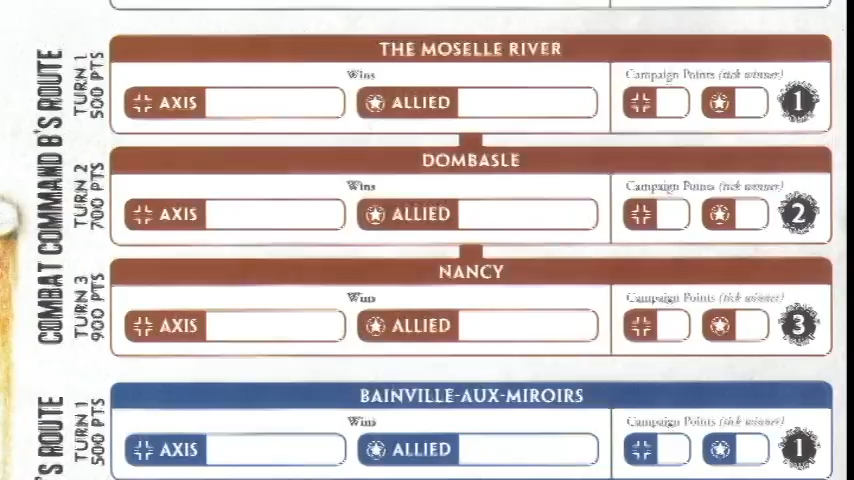 COMBAT COMMAND B'S ROUTE
TURN 1
500 PTS
THE MOSELLE RIVER
Wins
Campaign Points (tick winner)
AXIS
ALLIED
1
TURN 2
700 PTS
DOMBASLE
Wins
Campaign Points (tick winner)
AXIS
ALLIED
2
TURN 3
900 PTS
NANCY
Wins
Campaign Points (tick winner)
AXIS
ALLIED
3
'S ROUTE
TURN 1
500 PTS
BAINVILLE-AUX-MIROIRS
Wins
Campaign Points (tick winner)
AXIS
ALLIED
1